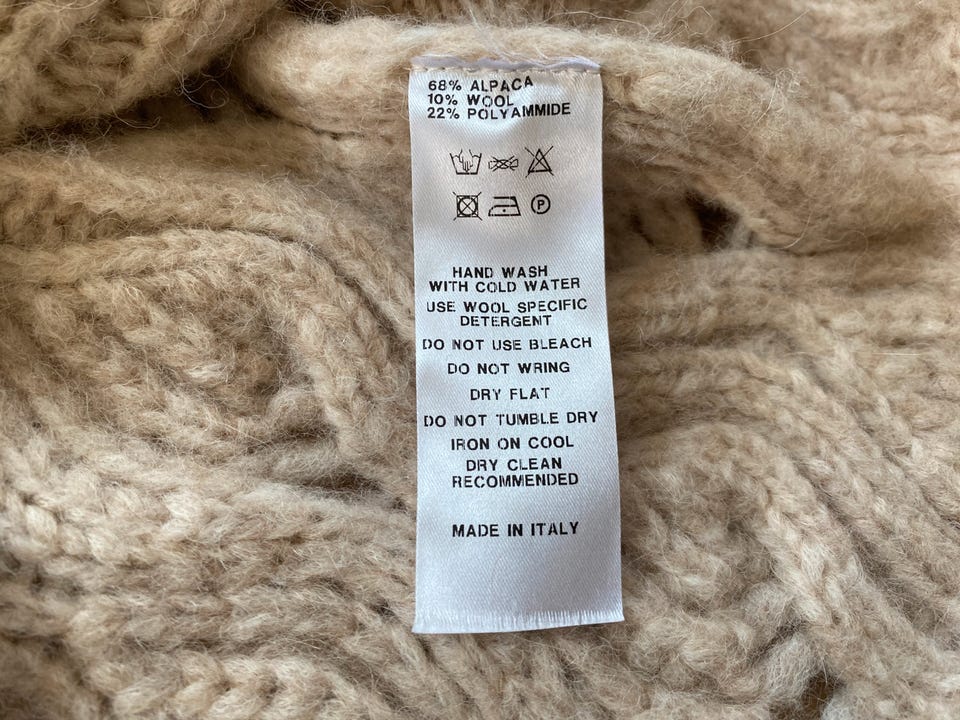 68% ALPACA
10% WOOL
22% POLYAMMIDE
P
HAND WASH
WITH COLD WATER
USE WOOL SPECIFIC
DETERGENT
DO NOT USE BLEACH
DO NOT WRING
DRY FLAT
DO NOT TUMBLE DRY
IRON ON COOL
DRY CLEAN
RECOMMENDED
MADE IN ITALY